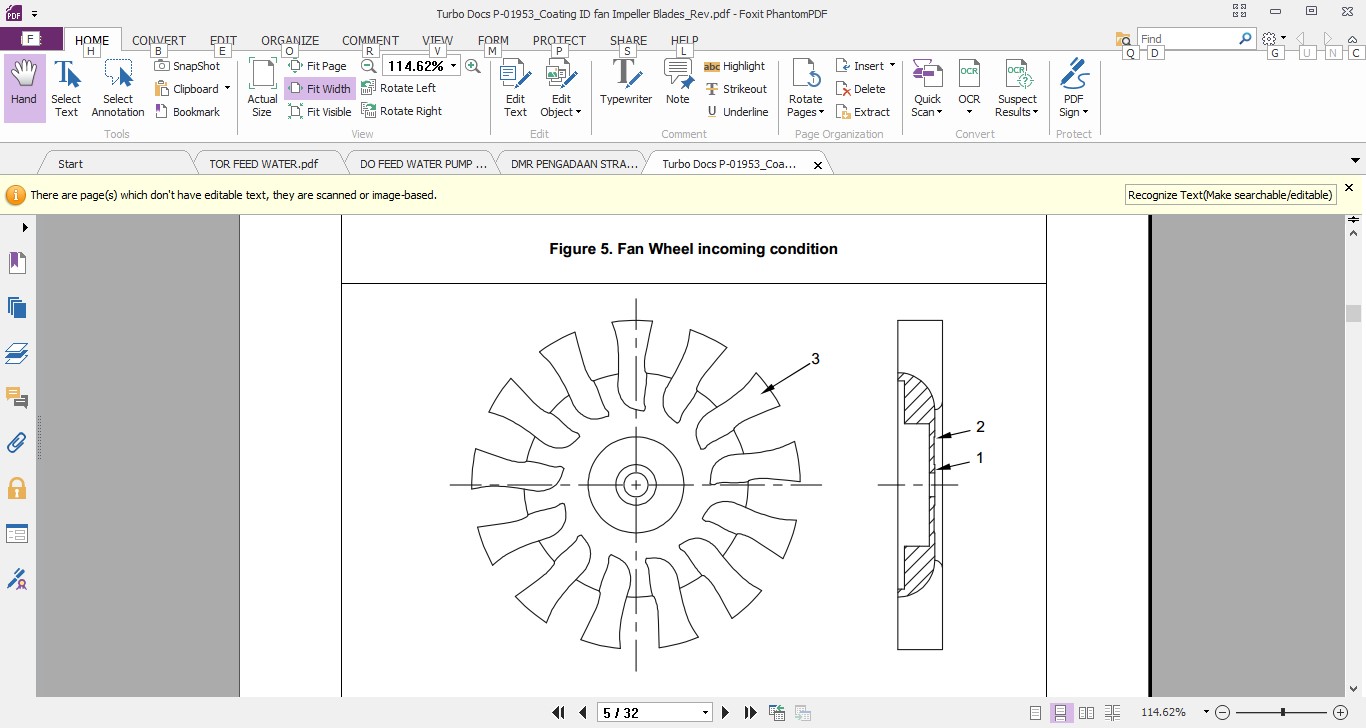 Turbo Docs P-01953_Coating ID fan Impeller Blades_Rev.pdf - Foxit PhantomPDF
PDF
F
HOME CONVERT EDIT ORGANIZE COMMENT VIEW FORM PROTECT SHARE HELP
Find
H B E O R V M P S L Q D G U N C
Hand
Select Text
Select Annotation
SnapShot
Clipboard
Bookmark
Tools
Actual Size
Fit Page
Fit Width
Fit Visible
114.62%
Rotate Left
Rotate Right
View
Edit Text
Edit Object
Edit
Typewriter
Note
abc Highlight
T Strikeout
U Underline
Comment
Rotate Pages
Insert
Delete
Extract
Page Organization
Quick Scan
OCR
OCR
OCR
Suspect Results
Convert
PDF Sign
Protect
Start
TOR FEED WATER.pdf
DO FEED WATER PUMP ...
DMR PENGADAAN STRA...
Turbo Docs P-01953_Coa...
There are page(s) which don't have editable text, they are scanned or image-based.
Recognize Text(Make searchable/editable)
Figure 5. Fan Wheel incoming condition
3
2
1
5 / 32
114.62%